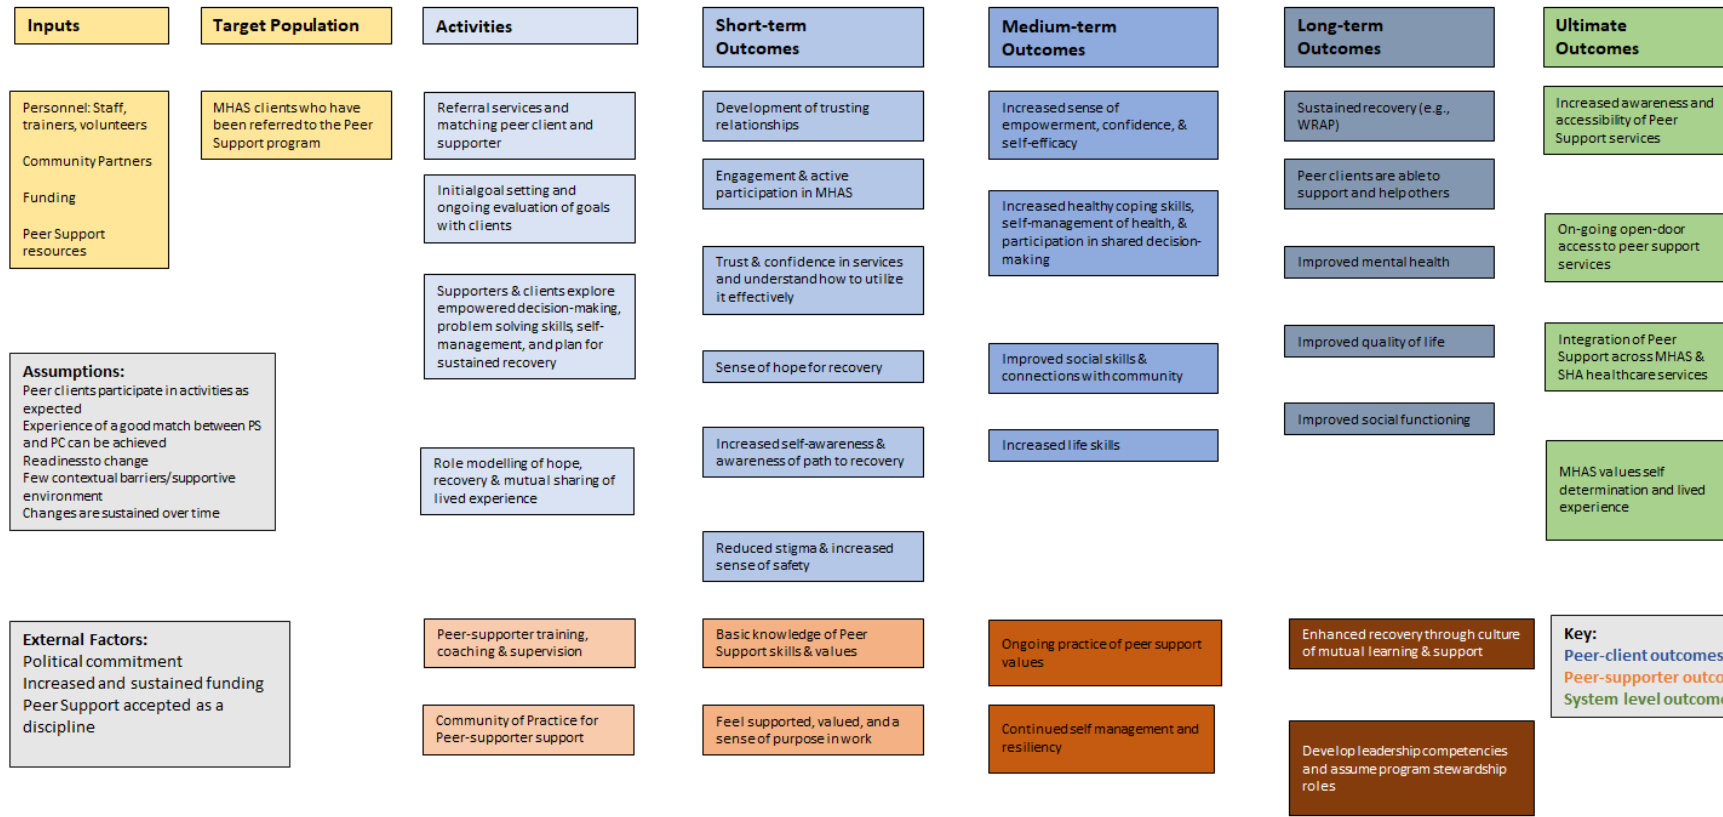 Inputs
Target Population
Activities
Short-term
Outcomes
Medium-term
Outcomes
Long-term
Outcomes
Ultimate
Outcomes
Personnel: Staff,
trainers, volunteers
Community Partners
Funding
Peer Support
resources
MHAS clients who have
been referred to the Peer
Support program
Referral services and
matching peer client and
supporter
Initial goal setting and
ongoing evaluation of goals
with clients
Supporters & clients explore
empowered decision-making,
problem solving skills, self-
management, and plan for
sustained recovery
Role modelling of hope,
recovery & mutual sharing of
lived experience
Development of trusting
relationships
Engagement & active
participation in MHAS
Trust & confidence in services
and understand how to utilize
it effectively
Sense of hope for recovery
Increased self-awareness &
awareness of path to recovery
Reduced stigma & increased
sense of safety
Increased sense of
empowerment, confidence, &
self-efficacy
Increased healthy coping skills,
self-management of health, &
participation in shared decision-
making
Improved social skills &
connections with community
Increased life skills
Sustained recovery (e.g.,
WRAP)
Peer clients are able to
support and help others
Improved mental health
Improved quality of life
Improved social functioning
Increased awareness and
accessibility of Peer
Support services
On-going open-door
access to peer support
services
Integration of Peer
Support across MHAS &
SHA healthcare services
MHAS values self
determination and lived
experience
Assumptions:
Peer clients participate in activities as
expected
Experience of a good match between PS
and PC can be achieved
Readiness to change
Few contextual barriers/supportive
environment
Changes are sustained over time
External Factors:
Political commitment
Increased and sustained funding
Peer Support accepted as a
discipline
Peer-supporter training,
coaching & supervision
Community of Practice for
Peer-supporter support
Basic knowledge of Peer
Support skills & values
Feel supported, valued, and a
sense of purpose in work
Ongoing practice of peer support
values
Continued self management and
resiliency
Enhanced recovery through culture
of mutual learning & support
Develop leadership competencies
and assume program stewardship
roles
Key:
Peer-client outcomes
Peer-supporter outco
System level outcome